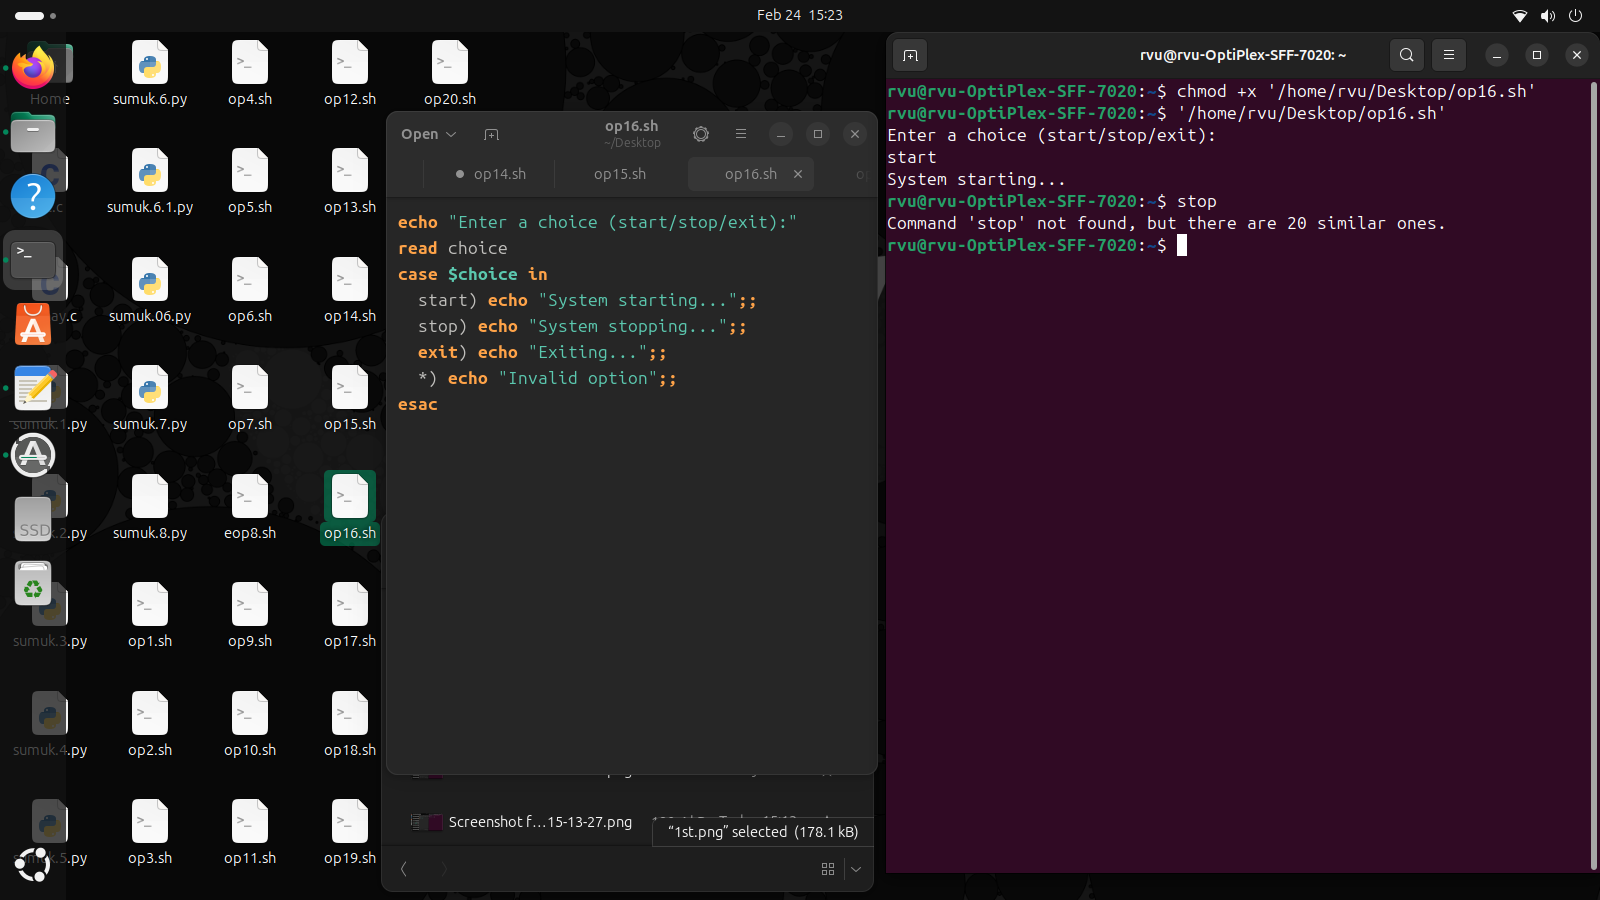 Feb 24 15:23
Home
sumuk.6.py
op4.sh
op12.sh
op20.sh
sumuk.6.1.py
op5.sh
op13.sh
sumuk.06.py
op6.sh
op14.sh
sumuk.1.py
sumuk.7.py
op7.sh
op15.sh
SSD
sumuk.8.py
eop8.sh
op16.sh
sumuk.3.py
op1.sh
op9.sh
op17.sh
sumuk.4.py
op2.sh
op10.sh
op18.sh
op3.sh
op11.sh
op19.sh
Open
op16.sh
~/Desktop
op14.sh
op15.sh
op16.sh
echo "Enter a choice (start/stop/exit):"
read choice
case $choice in
start) echo "System starting...";;
stop) echo "System stopping...";;
exit) echo "Exiting...";;
*) echo "Invalid option";;
esac
Screenshot f…15-13-27.png
“1st.png” selected (178.1 kB)
rvu@rvu-OptiPlex-SFF-7020: ~
rvu@rvu-OptiPlex-SFF-7020:~$ chmod +x '/home/rvu/Desktop/op16.sh'
rvu@rvu-OptiPlex-SFF-7020:~$ '/home/rvu/Desktop/op16.sh'
Enter a choice (start/stop/exit):
start
System starting...
rvu@rvu-OptiPlex-SFF-7020:~$ stop
Command 'stop' not found, but there are 20 similar ones.
rvu@rvu-OptiPlex-SFF-7020:~$